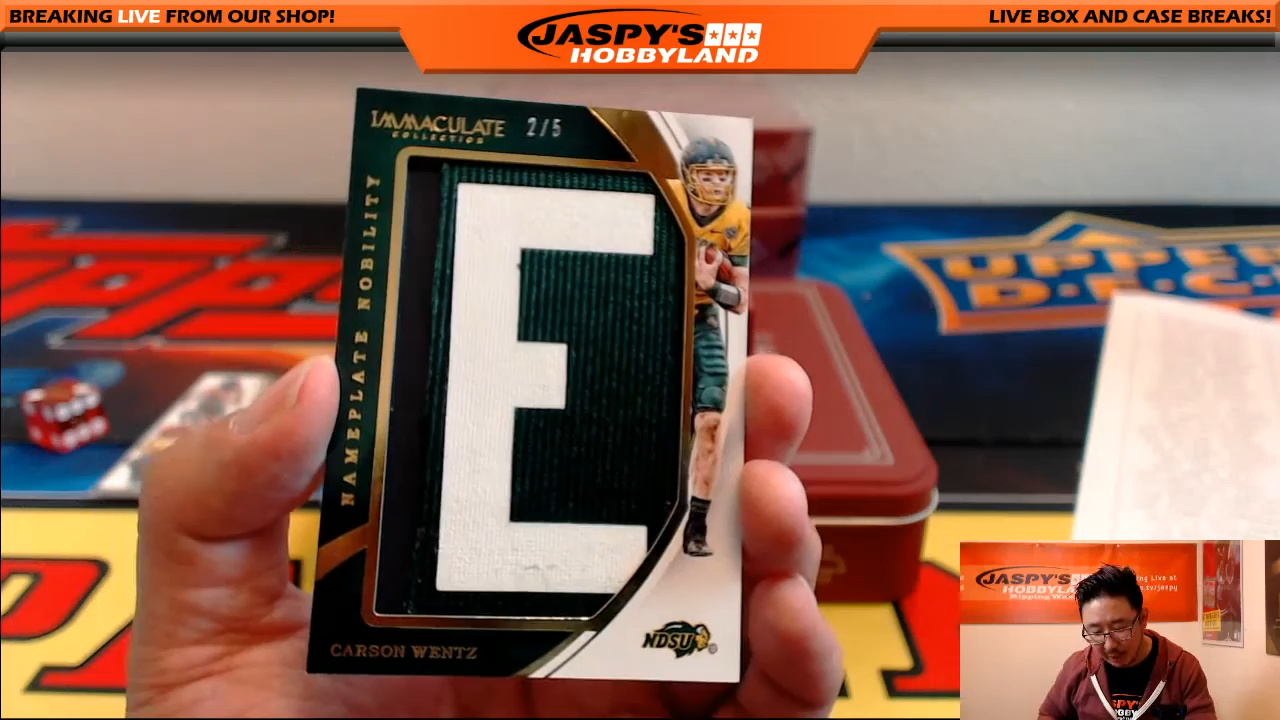 BREAKING LIVE FROM OUR SHOP!
JASPY'S
HOBBYLAND
LIVE BOX AND CASE BREAKS!
IMMACULATE 2/5
COLLECTION
NAMEPLATE NOBILITY
E
CARSON WENTZ
NDSU
UPPER
D·E·C
JASPY'S
HOBBYLAND